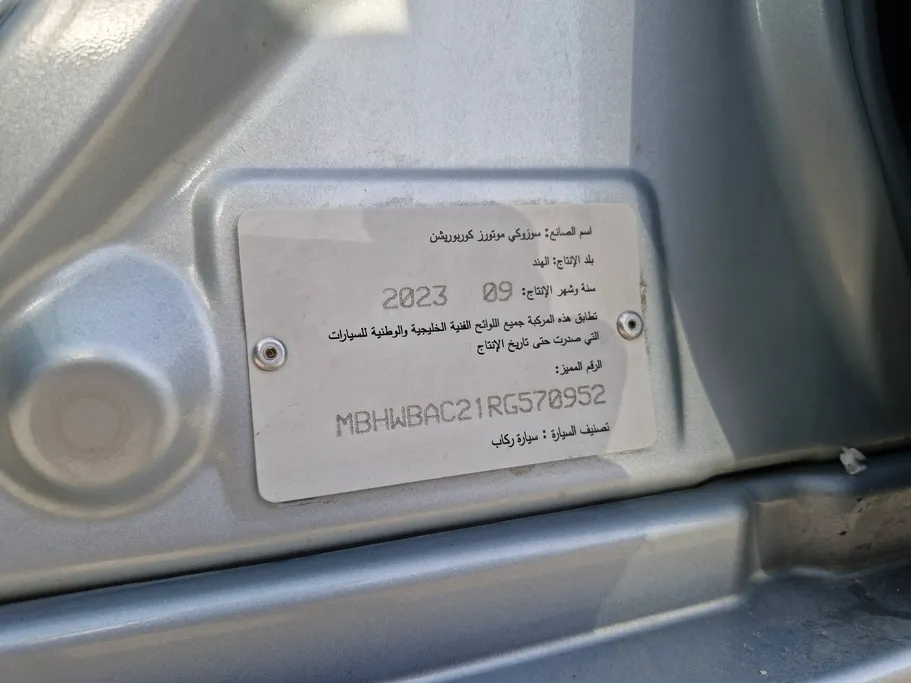 اسم الصانع: سوزوكي موتورز كوربوريشن
بلد الإنتاج: الهند
سنة وشهر الإنتاج: 09 2023
تطابق هذه المركبة جميع اللوائح الفنية الخليجية والوطنية للسيارات
التي صدرت حتى تاريخ الإنتاج
الرقم المميز:
MBHWBAC21RG570952
تصنيف السيارة : سيارة ركاب